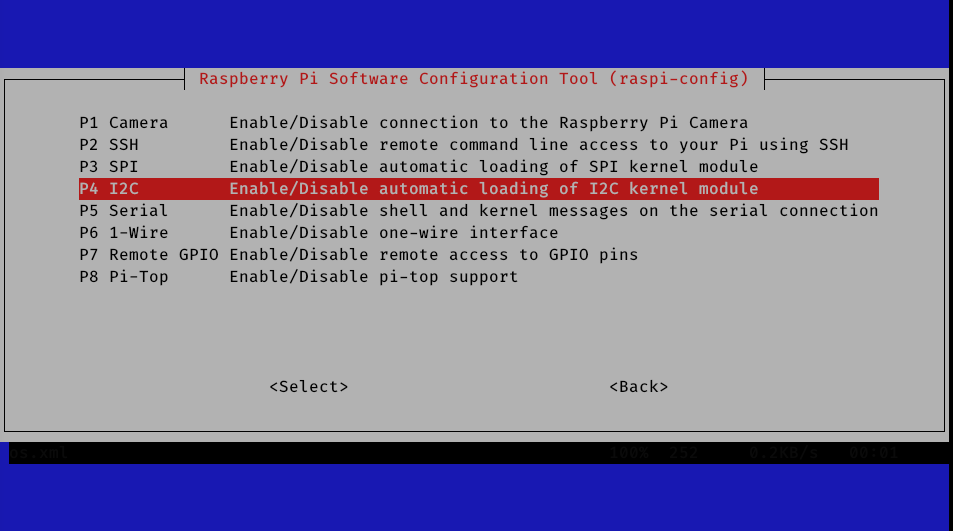 Raspberry Pi Software Configuration Tool (raspi-config)
P1 Camera Enable/Disable connection to the Raspberry Pi Camera
P2 SSH Enable/Disable remote command line access to your Pi using SSH
P3 SPI Enable/Disable automatic loading of SPI kernel module
P4 I2C Enable/Disable automatic loading of I2C kernel module
P5 Serial Enable/Disable shell and kernel messages on the serial connection
P6 1-Wire Enable/Disable one-wire interface
P7 Remote GPIO Enable/Disable remote access to GPIO pins
P8 Pi-Top Enable/Disable pi-top support
<Select> <Back>
os.xml 100% 252 0.2KB/s 00:01